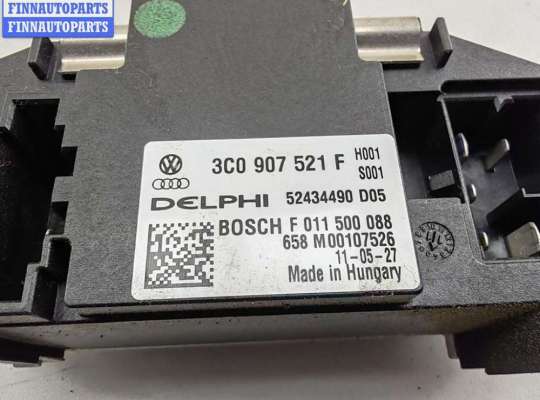 FINNAUTOPARTS
FINNAUTOPARTS
3C0 907 521 F H001
S001
DELPHI 52434490 D05
BOSCH F 011 500 088
658 M00107526
11-05-27
Made in Hungary